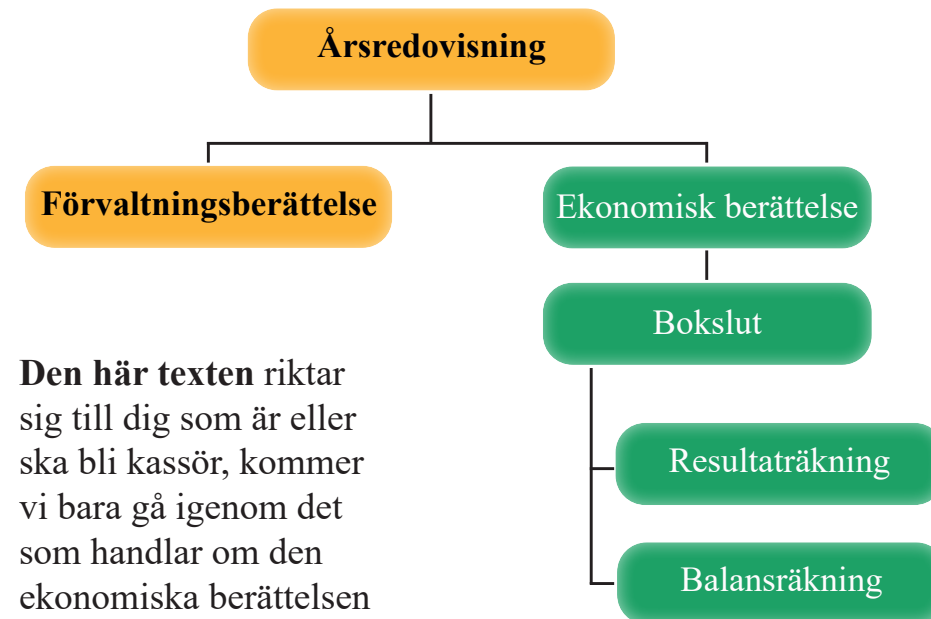 Årsredovisning
Förvaltningsberättelse
Ekonomisk berättelse
Bokslut
Resultaträkning
Balansräkning
Den här texten riktar
sig till dig som är eller
ska bli kassör, kommer
vi bara gå igenom det
som handlar om den
ekonomiska berättelsen